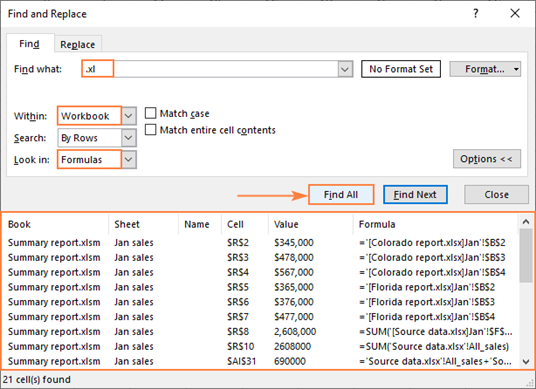 Find and Replace
? ×
Find Replace
Find what: .xl No Format Set Format...
Within: Workbook Match case
Search: By Rows Match entire cell contents
Look in: Formulas Options <<
Find All Find Next Close
Book Sheet Name Cell Value Formula
Summary report.xlsm Jan sales $R$2 $345,000 ='[Colorado report.xlsx]Jan'!$B$2
Summary report.xlsm Jan sales $R$3 $478,000 ='[Colorado report.xlsx]Jan'!$B$3
Summary report.xlsm Jan sales $R$4 $567,000 ='[Colorado report.xlsx]Jan'!$B$4
Summary report.xlsm Jan sales $R$5 $365,000 ='[Florida report.xlsx]Jan'!$B$2
Summary report.xlsm Jan sales $R$6 $376,000 ='[Florida report.xlsx]Jan'!$B$3
Summary report.xlsm Jan sales $R$7 $477,000 ='[Florida report.xlsx]Jan'!$B$4
Summary report.xlsm Jan sales $R$8 2,608,000 =SUM('[Source data.xlsx]Jan'!$F$...
Summary report.xlsm Jan sales $R$10 2608000 =SUM('Source data.xlsx'!All_sales)
Summary report.xlsm Jan sales $AI$31 690000 ='Source data.xlsx'!All_sales+'So...
21 cell(s) found